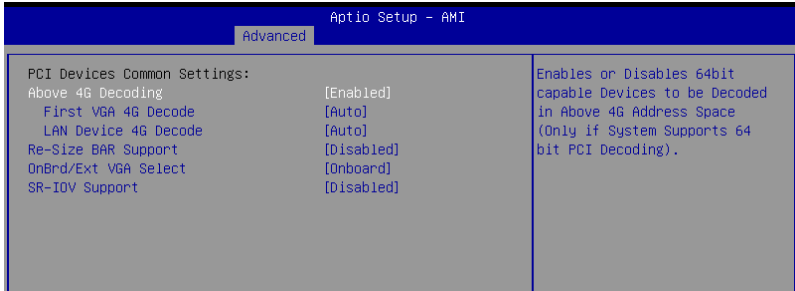 Aptio Setup – AMI
Advanced
PCI Devices Common Settings:
Above 4G Decoding [Enabled]
First VGA 4G Decode [Auto]
LAN Device 4G Decode [Auto]
Re-Size BAR Support [Disabled]
OnBrd/Ext VGA Select [Onboard]
SR-IOV Support [Disabled]
Enables or Disables 64bit
capable Devices to be Decoded
in Above 4G Address Space
(Only if System Supports 64
bit PCI Decoding).